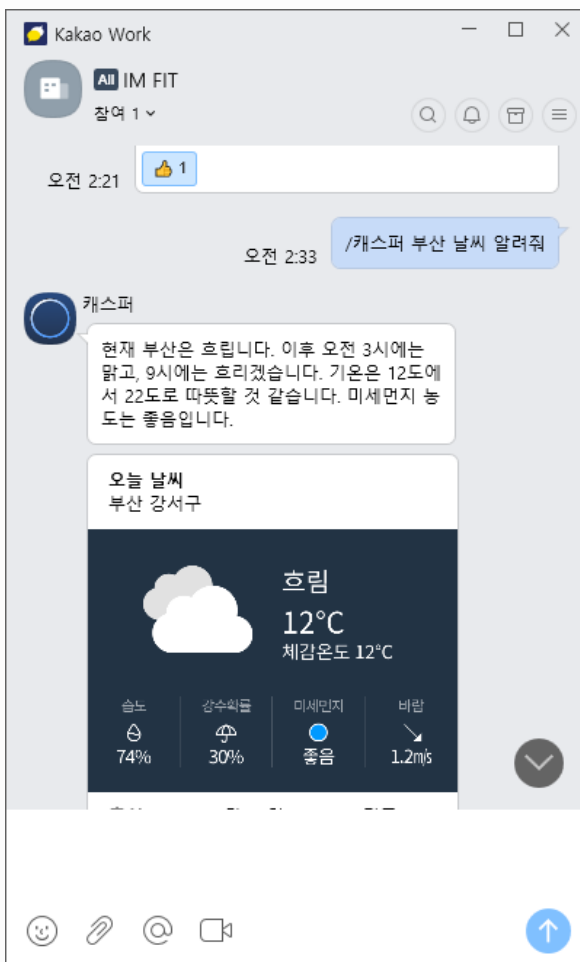 Kakao Work
All IM FIT
참여 1
오전 2:21
👍 1
/캐스퍼 부산 날씨 알려줘
오전 2:33
캐스퍼
현재 부산은 흐립니다. 이후 오전 3시에는
맑고, 9시에는 흐리겠습니다. 기온은 12도에
서 22도로 따뜻할 것 같습니다. 미세먼지 농
도는 좋음입니다.
오늘 날씨
부산 강서구
흐림
12°C
체감온도 12°C
습도 강수확률 미세먼지 바람
74% 30% 좋음 1.2m/s